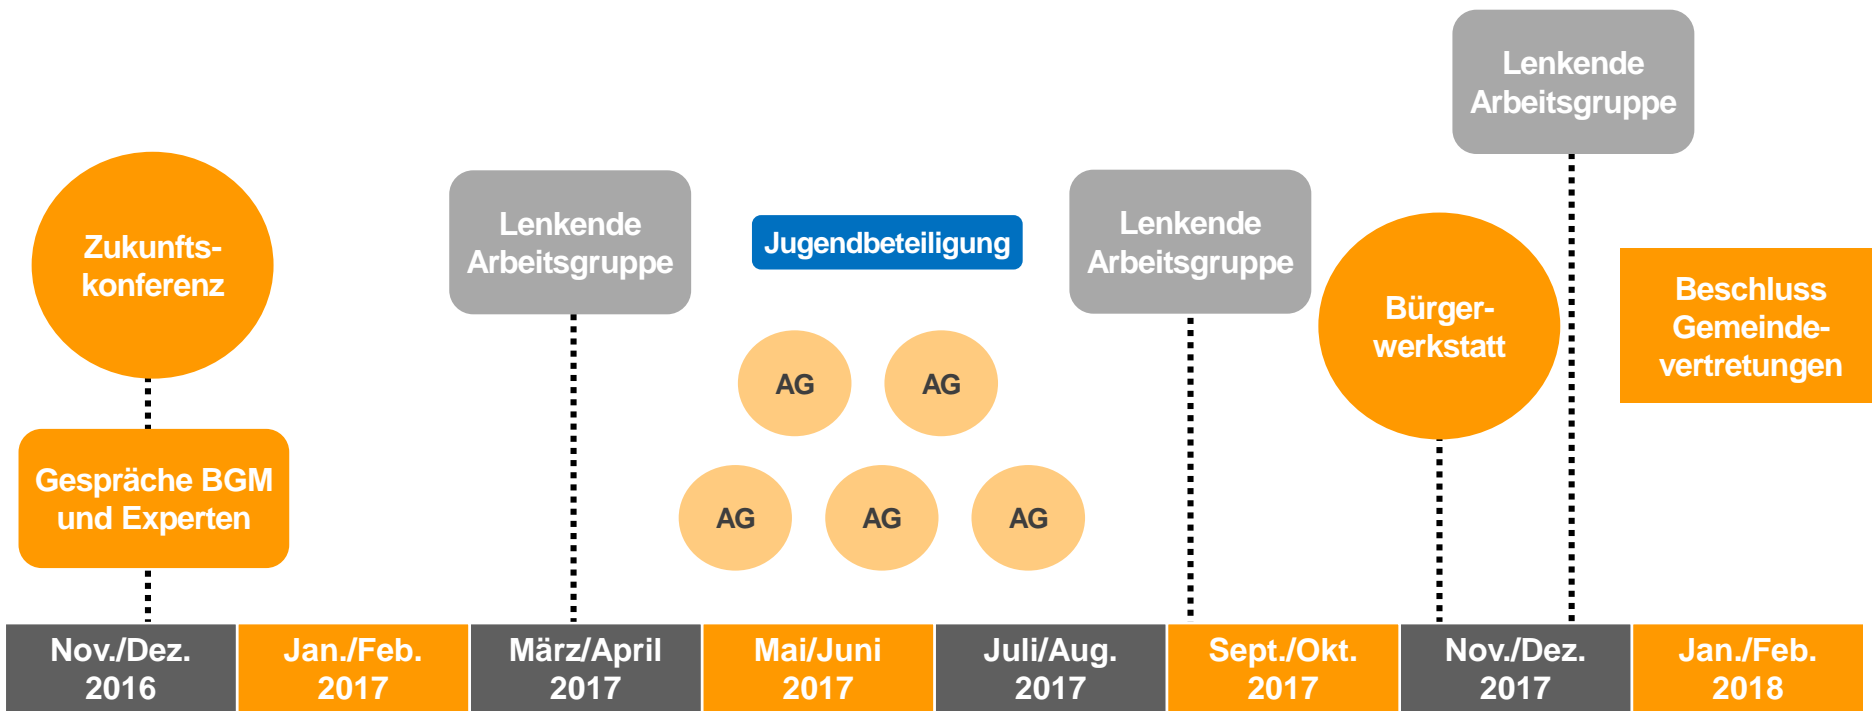 Zukunfts-
konferenz
Gespräche BGM
und Experten
Lenkende
Arbeitsgruppe
Jugendbeteiligung
AG
AG
AG
AG
AG
Lenkende
Arbeitsgruppe
Bürger-
werkstatt
Lenkende
Arbeitsgruppe
Beschluss
Gemeinde-
vertretungen
Nov./Dez.
2016
Jan./Feb.
2017
März/April
2017
Mai/Juni
2017
Juli/Aug.
2017
Sept./Okt.
2017
Nov./Dez.
2017
Jan./Feb.
2018